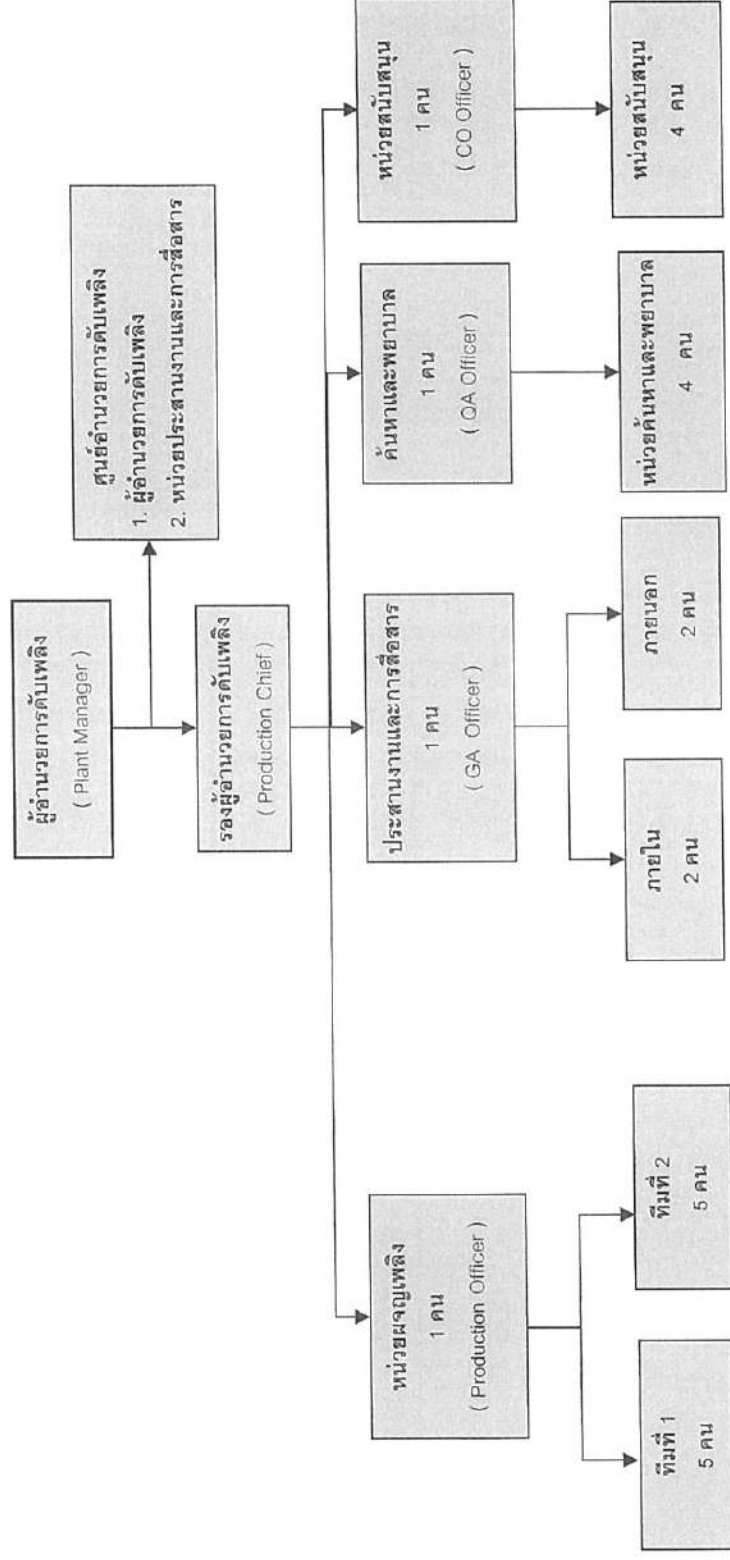 ผู้อำนวยการดับเพลิง
( Plant Manager )
ศูนย์อำนวยการดับเพลิง
1. ผู้อำนวยการดับเพลิง
2. หน่วยประสานงานและการสื่อสาร
รองผู้อำนวยการดับเพลิง
( Production Chief )
หน่วยผจญเพลิง
1 คน
( Production Officer )
ประสานงานและการสื่อสาร
1 คน
( GA Officer )
ค้นหาและพยาบาล
1 คน
( QA Officer )
หน่วยสนับสนุน
1 คน
( CO Officer )
ทีมที่ 1
5 คน
ทีมที่ 2
5 คน
ภายใน
2 คน
ภายนอก
2 คน
หน่วยค้นหาและพยาบาล
4 คน
หน่วยสนับสนุน
4 คน